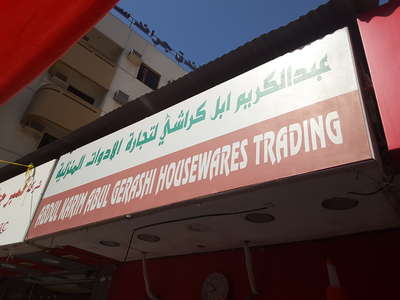 عبدالكريم ابل كراشي لتجارة الادوات المنزلية
ABDUL KARIM ABUL GERASHI HOUSEWARES TRADING